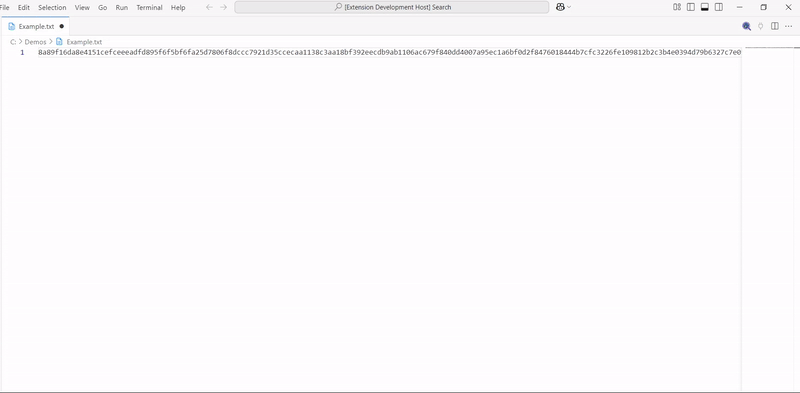 File Edit Selection View Go Run Terminal Help [Extension Development Host] Search
Example.txt
Demos Example.txt
1 8a89f16da8e4151cefceeeadfd895f6f5bf6fa25d7806f8dccc7921d35ccecaa1138c3aa18bf392eecdb9ab1106ac679f840dd4007a95ec1a6bf0d2f8476018444b7cfc3226fe109812b2c3b4e0394d79b6327c7e0